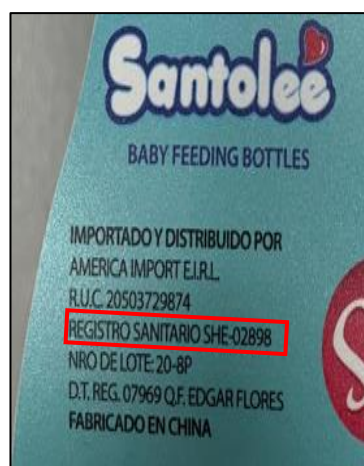 Santolee
BABY FEEDING BOTTLES
IMPORTADO Y DISTRIBUIDO POR
AMERICA IMPORT E.I.R.L.
R.U.C. 20503729874
REGISTRO SANITARIO SHE-02898
NRO DE LOTE: 20-8P
D.T. REG. 07969 Q.F. EDGAR FLORES
FABRICADO EN CHINA
S